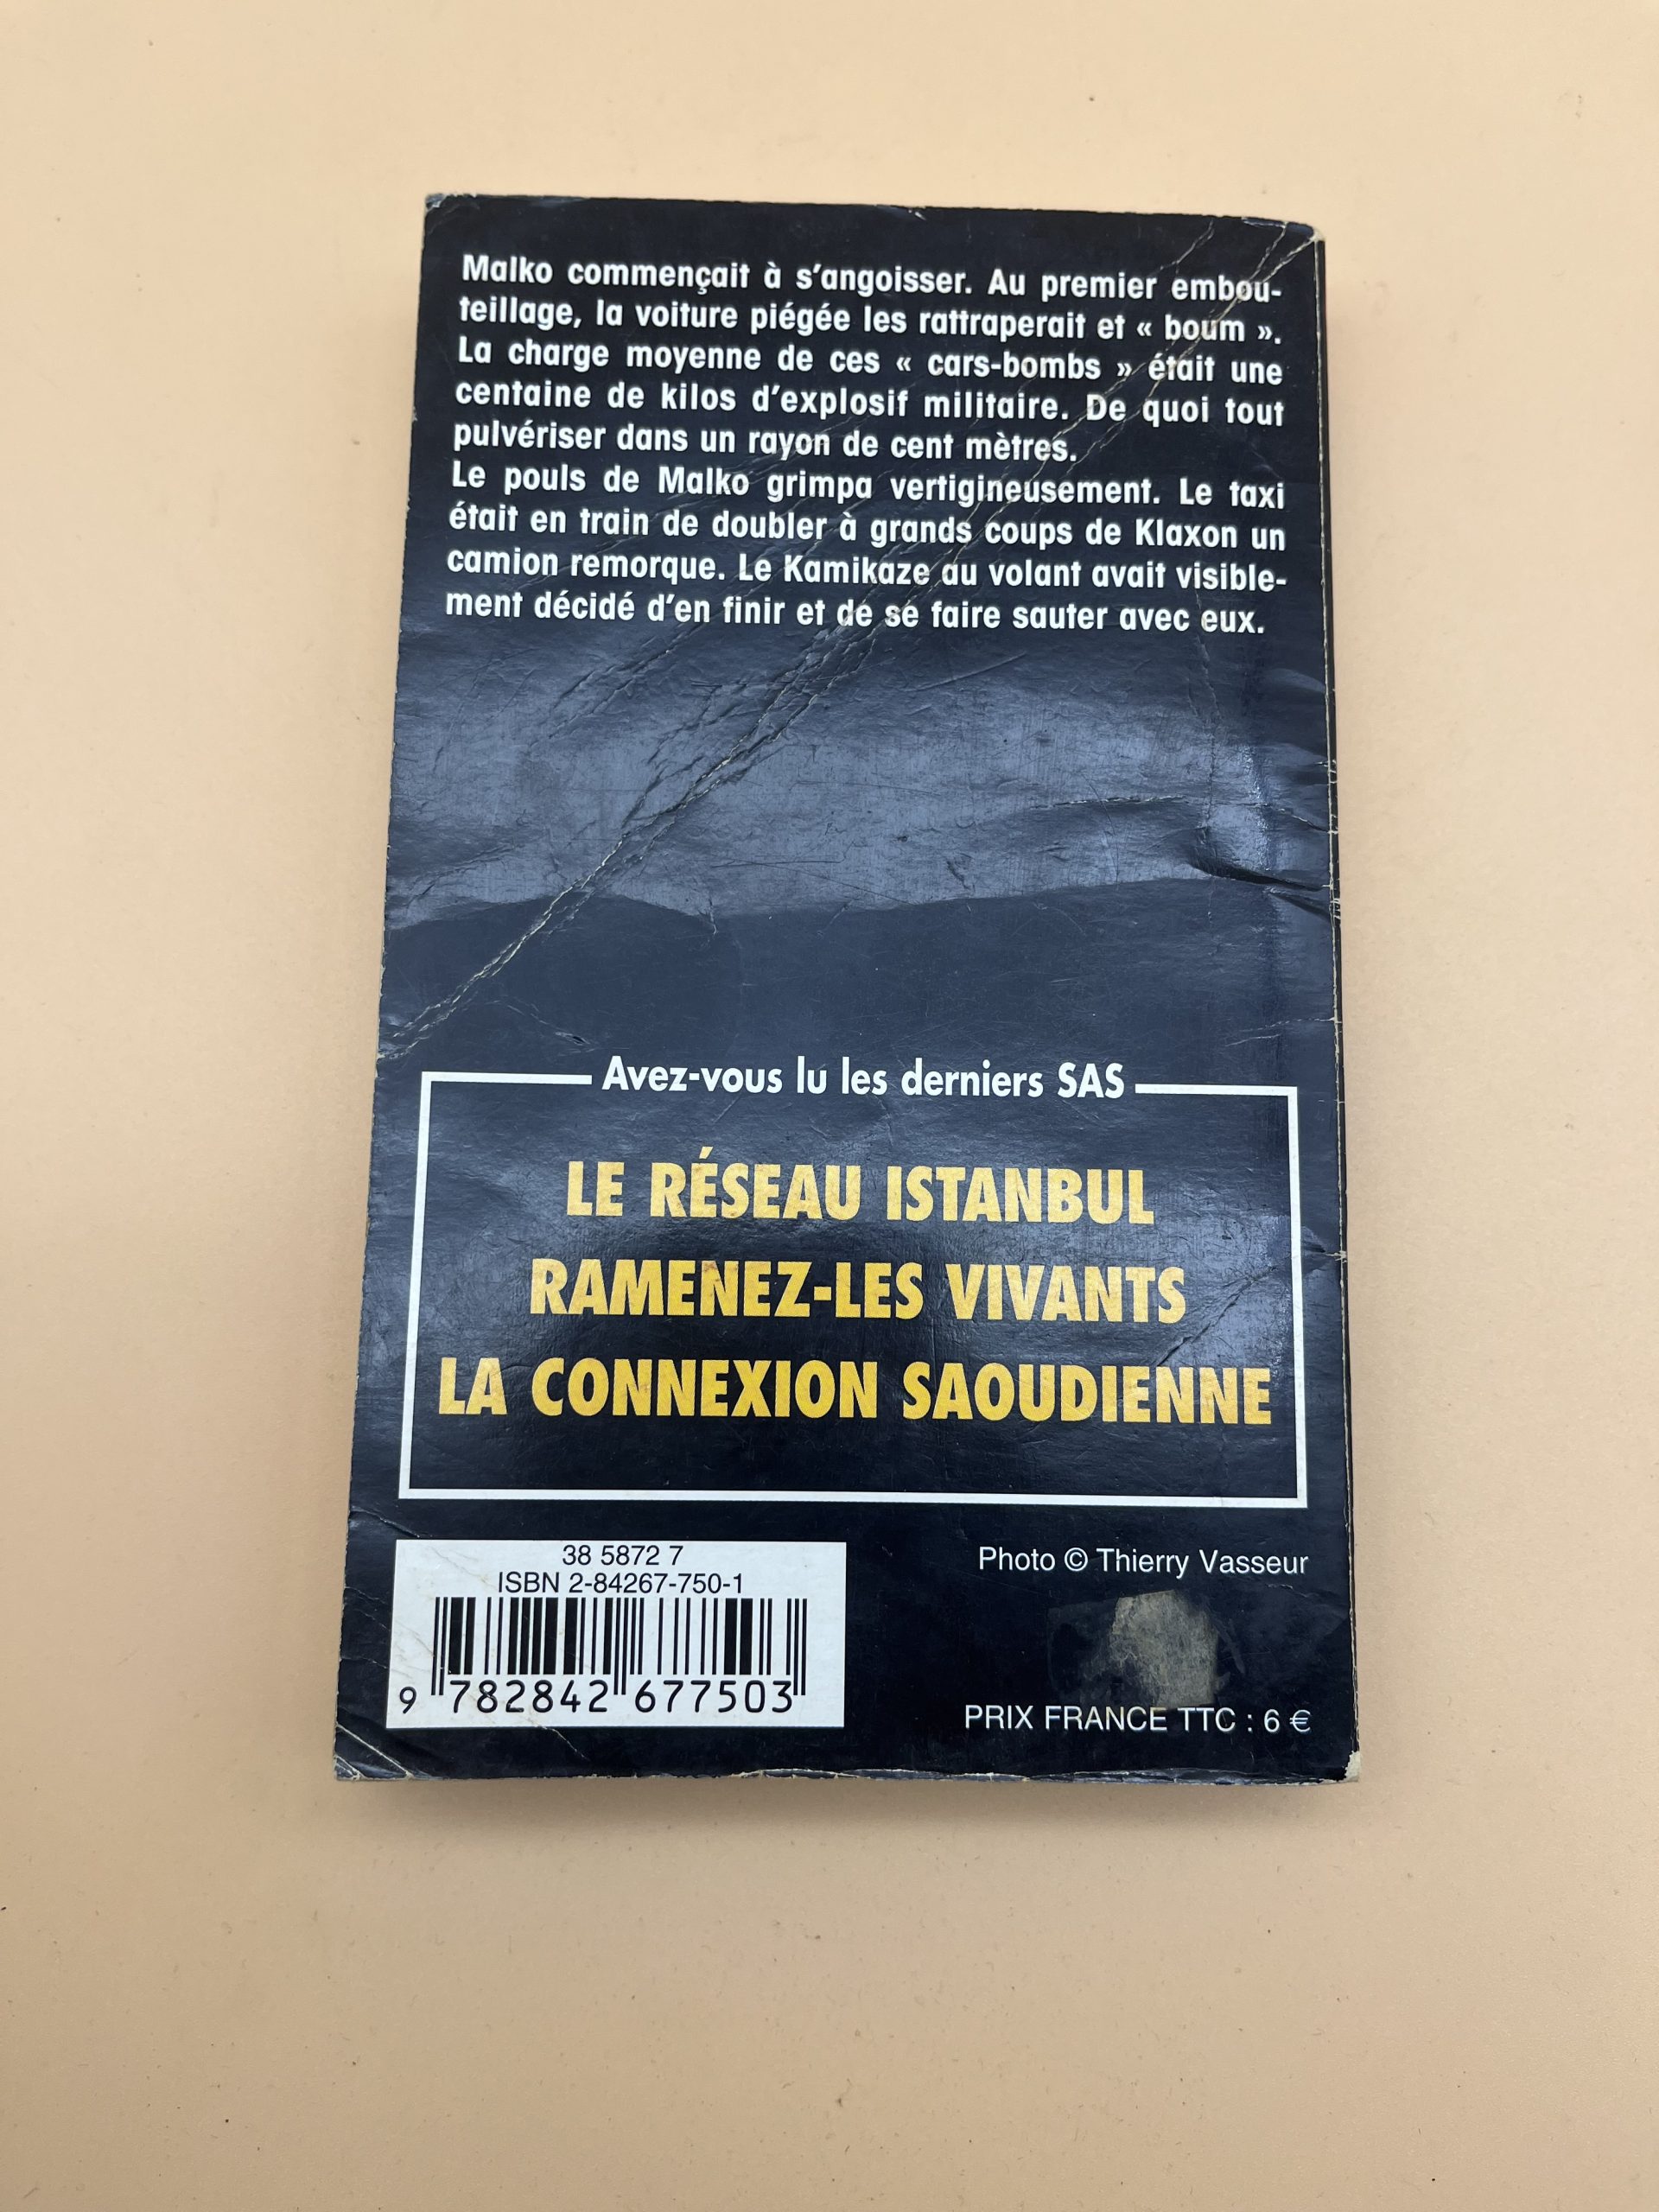 Malko commençait à s'angoisser. Au premier embou-
teillage, la voiture piégée les rattraperait et « boum ».
La charge moyenne de ces « cars-bombs » était une
centaine de kilos d'explosif militaire. De quoi tout
pulvériser dans un rayon de cent mètres.
Le pouls de Malko grimpa vertigineusement. Le taxi
était en train de doubler à grands coups de Klaxon un
camion remorque. Le Kamikaze au volant avait visible-
ment décidé d'en finir et de se faire sauter avec eux.
Avez-vous lu les derniers SAS
LE RÉSEAU ISTANBUL
RAMENEZ-LES VIVANTS
LA CONNEXION SAOUDIENNE
38 5872 7
ISBN 2-84267-750-1
9 782842 677503
Photo © Thierry Vasseur
PRIX FRANCE TTC : 6 €